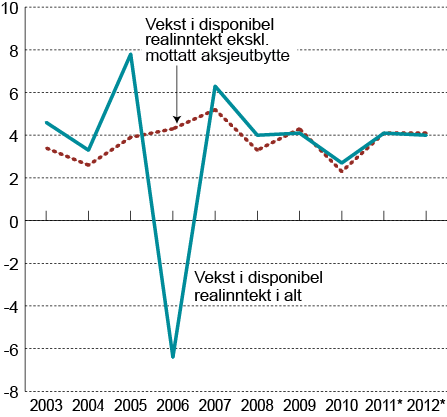 10
8
6
4
2
0
-2
-4
-6
-8
Vekst i disponibel
realinntekt ekskl.
mottatt aksjeutbytte
Vekst i disponibel
realinntekt i alt
2003 2004 2005 2006 2007 2008 2009 2010 2011* 2012*